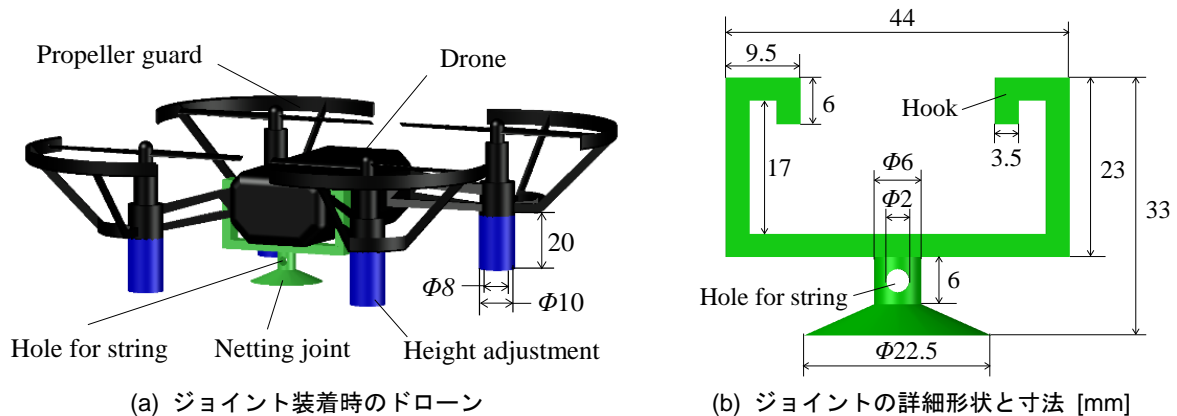 Propeller guard
Drone
20
Φ8
Φ10
Hole for string
Netting joint
Height adjustment
(a) ジョイント装着時のドローン
44
9.5
6
Hook
3.5
17
Φ6
Φ2
23
33
Hole for string
6
Φ22.5
(b) ジョイントの詳細形状と寸法 [mm]